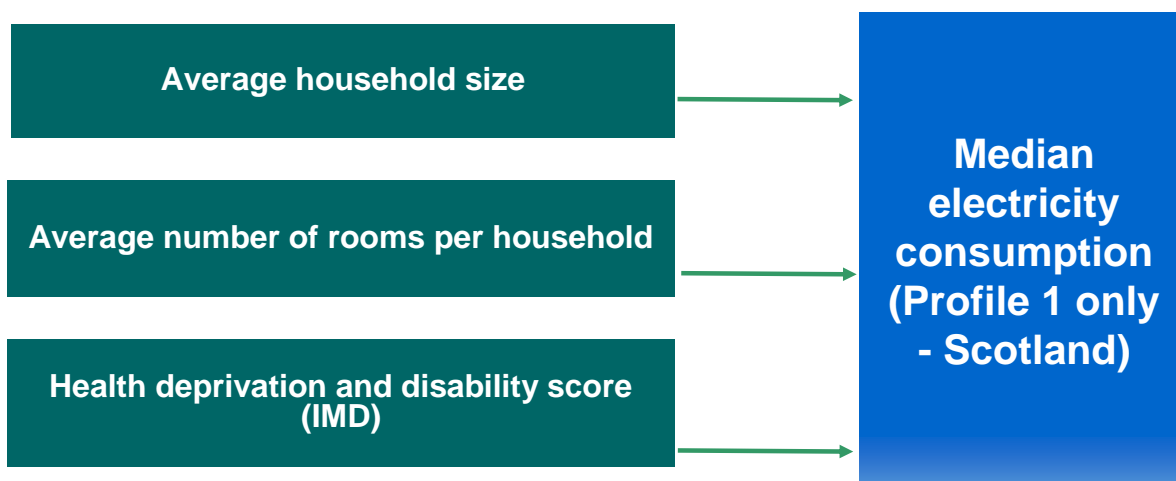 Average household size
Average number of rooms per household
Health deprivation and disability score
(IMD)
Median
electricity
consumption
(Profile 1 only
- Scotland)